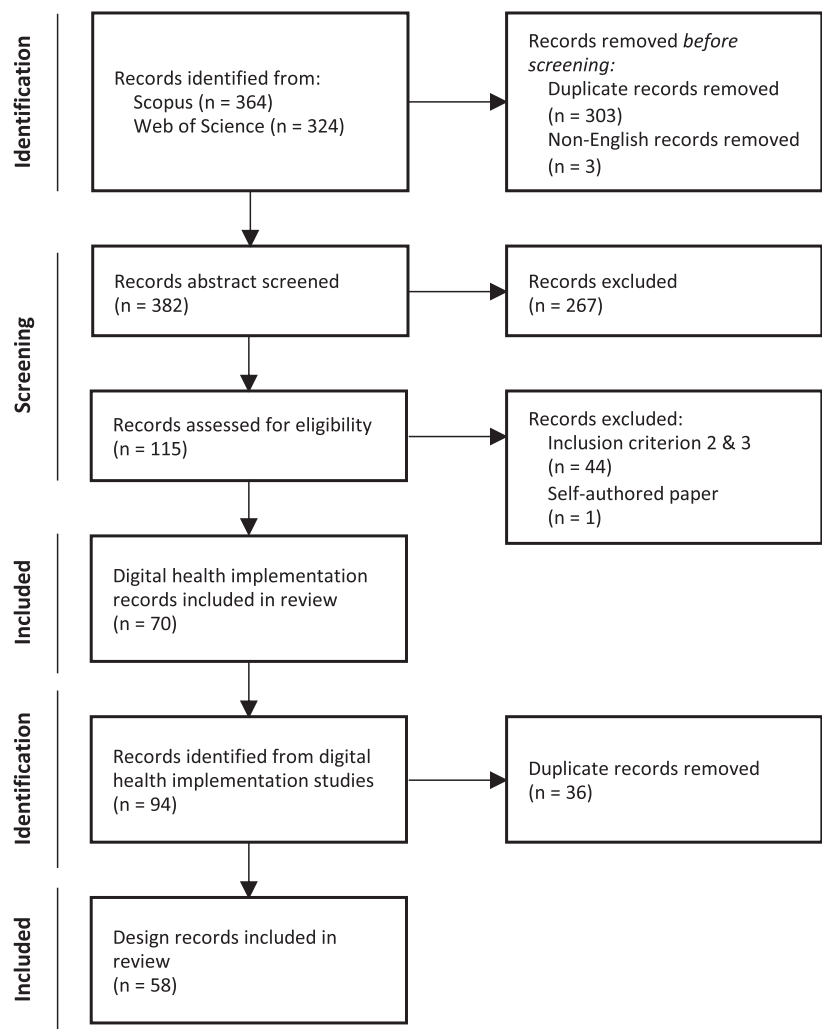 Identification
Records identified from:
Scopus (n = 364)
Web of Science (n = 324)
Records removed before
screening:
Duplicate records removed
(n = 303)
Non-English records removed
(n = 3)
Screening
Records abstract screened
(n = 382)
Records excluded
(n = 267)
Records assessed for eligibility
(n = 115)
Records excluded:
Inclusion criterion 2 & 3
(n = 44)
Self-authored paper
(n = 1)
Included
Digital health implementation
records included in review
(n = 70)
Identification
Records identified from digital
health implementation studies
(n = 94)
Duplicate records removed
(n = 36)
Included
Design records included in
review
(n = 58)